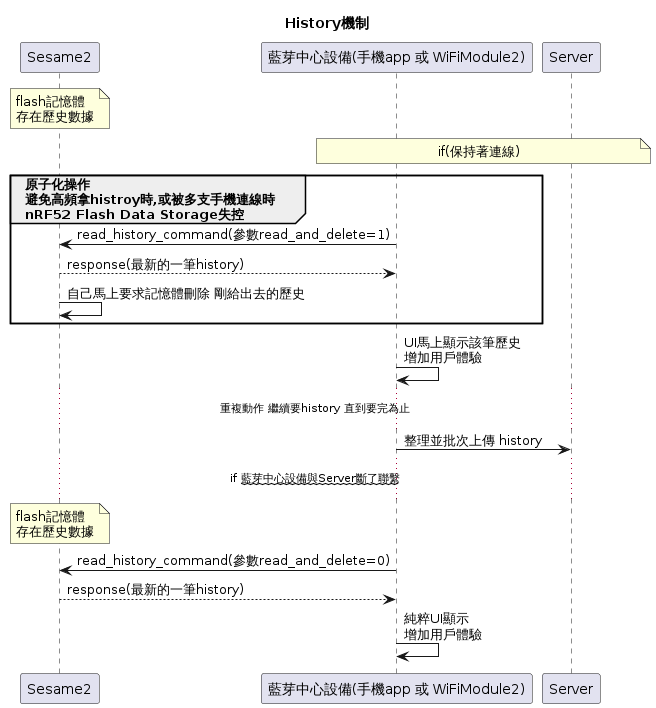 History機制
Sesame2
藍芽中心設備(手機app 或 WiFiModule2)
Server
flash記憶體
存在歷史數據
if(保持著連線)
原子化操作
避免高頻拿histroy時,或被多支手機連線時
nRF52 Flash Data Storage失控
read_history_command(參數read_and_delete=1)
response(最新的一筆history)
自己馬上要求記憶體刪除 剛給出去的歷史
UI馬上顯示該筆歷史
增加用戶體驗
重複動作 繼續要history 直到要完為止
整理並批次上傳 history
if 藍芽中心設備與Server斷了聯繫
flash記憶體
存在歷史數據
read_history_command(參數read_and_delete=0)
response(最新的一筆history)
純粹UI顯示
增加用戶體驗
Sesame2
藍芽中心設備(手機app 或 WiFiModule2)
Server